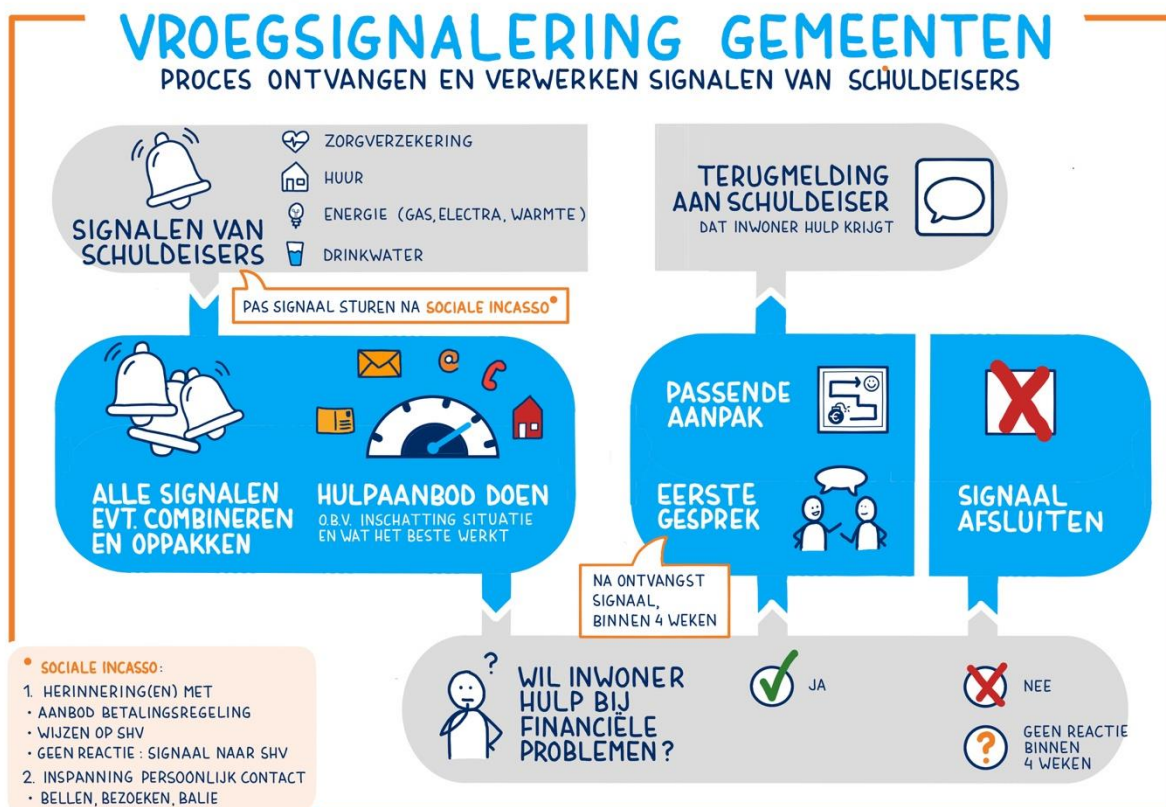 VROEGSIGNALERING GEMEENTEN
PROCES ONTVANGEN EN VERWERKEN SIGNALEN VAN SCHULDEISERS
SIGNALEN VAN
SCHULDEISERS
ZORGVERZEKERING
HUUR
ENERGIE (GAS, ELECTRA, WARMTE)
DRINKWATER
PAS SIGNAAL STUREN NA SOCIALE INCASSO•
ALLE SIGNALEN
EVT. COMBINEREN
EN OPPAKKEN
@
HULPAANBOD DOEN
O.B.V. INSCHATTING SITUATIE
EN WAT HET BESTE WERKT
?
WIL INWONER
HULP BIJ
FINANCIËLE
PROBLEMEN?
JA
NEE
?
GEEN REACTIE
BINNEN
4 WEKEN
NA ONTVANGST
SIGNAAL,
BINNEN 4 WEKEN
EERSTE
GESPREK
PASSENDE
AANPAK
€
TERUGMELDING
AAN SCHULDEISER
DAT INWONER HULP KRIJGT
SIGNAAL
AFSLUITEN
• SOCIALE INCASSO:
1. HERINNERING(EN) MET
• AANBOD BETALINGSREGELING
• WIJZEN OP SHV
• GEEN REACTIE: SIGNAAL NAAR SHV
2. INSPANNING PERSOONLIJK CONTACT
• BELLEN, BEZOEKEN, BALIE